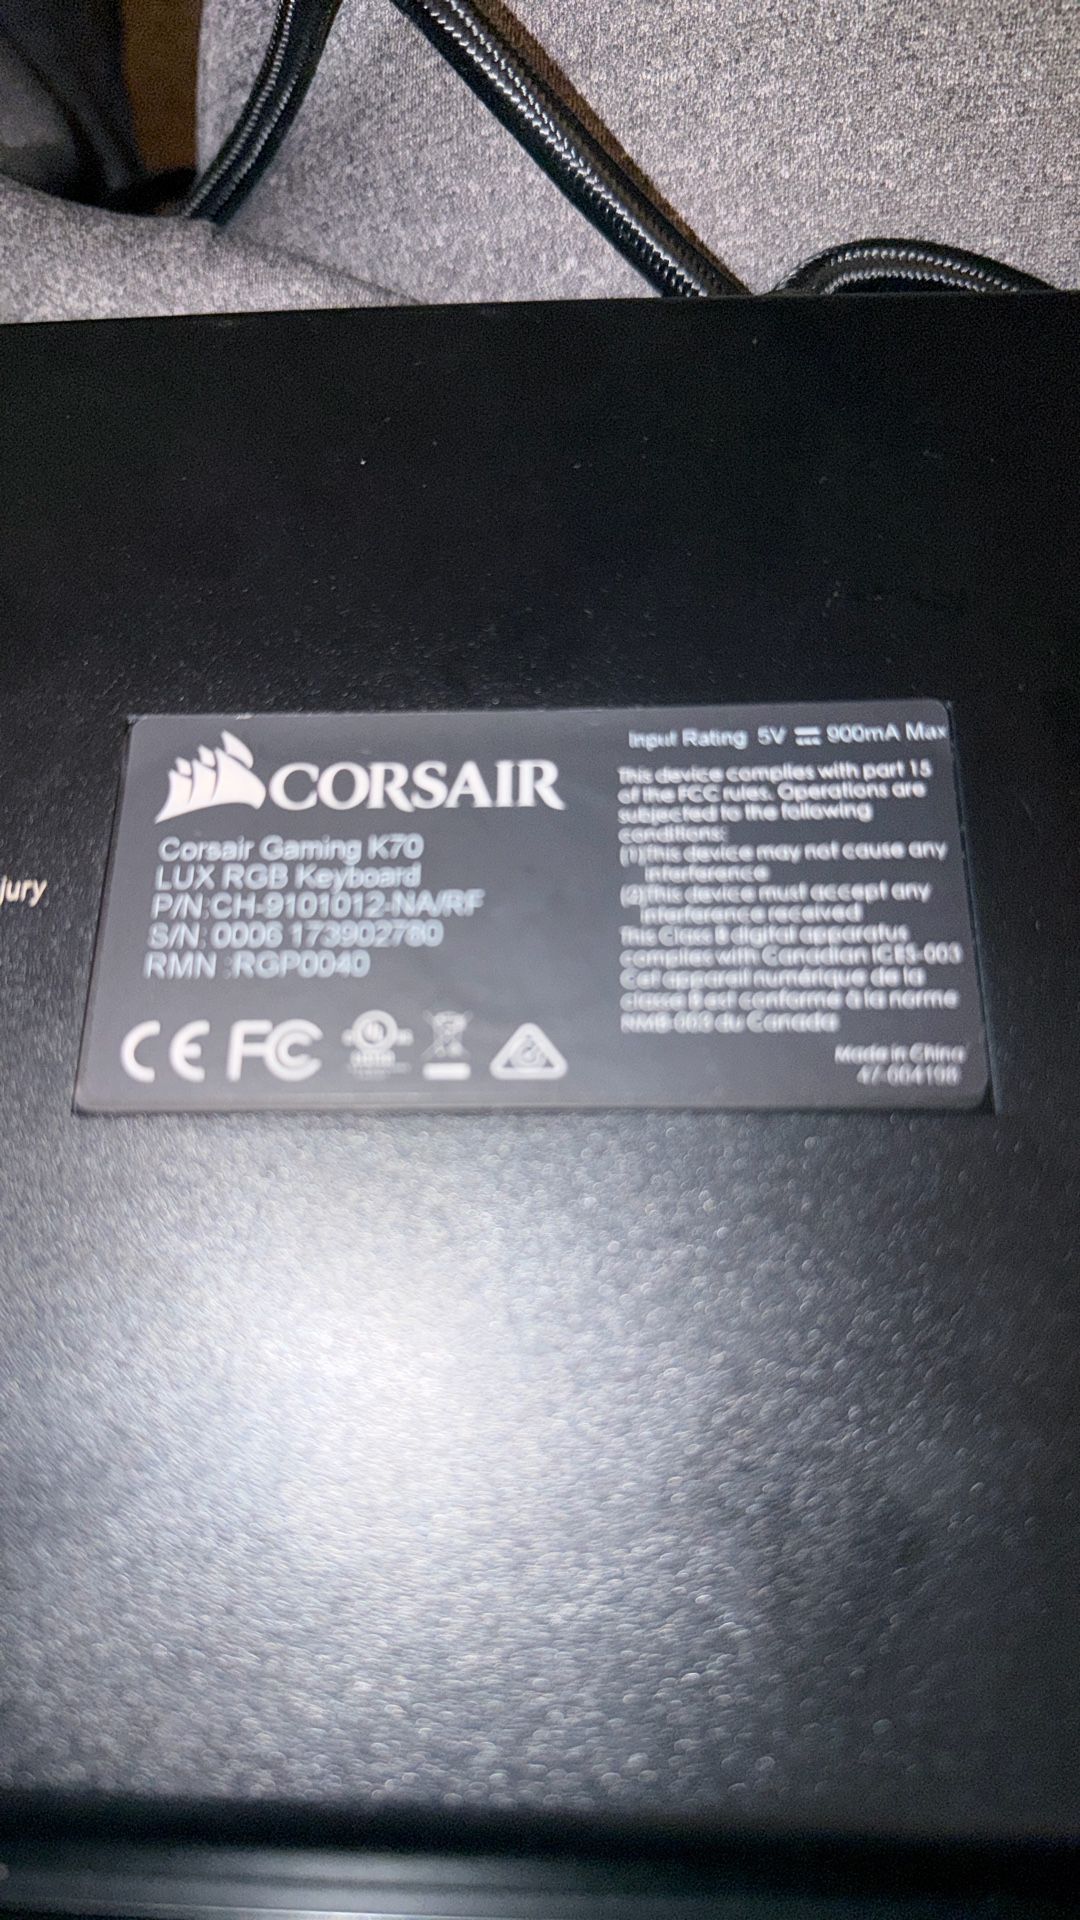 jury
CORSAIR
Corsair Gaming K70
LUX RGB Keyboard
P/N:CH-9101012-NA/RF
S/N: 0006 173902780
RMN :RGP0040
CE FC
Input Rating 5V 900mA Max
This device complies with part 15
of the FCC rules. Operations are
subjected to the following
conditions:
(1)This device may not cause any
interference
(2)This device must accept any
interference received
This Class B digital apparatus
complies with Canadian ICES-003
Cet appareil numérique de la
classe B est conforme à la norme
NMB-003 du Canada
Made in China
47-004108